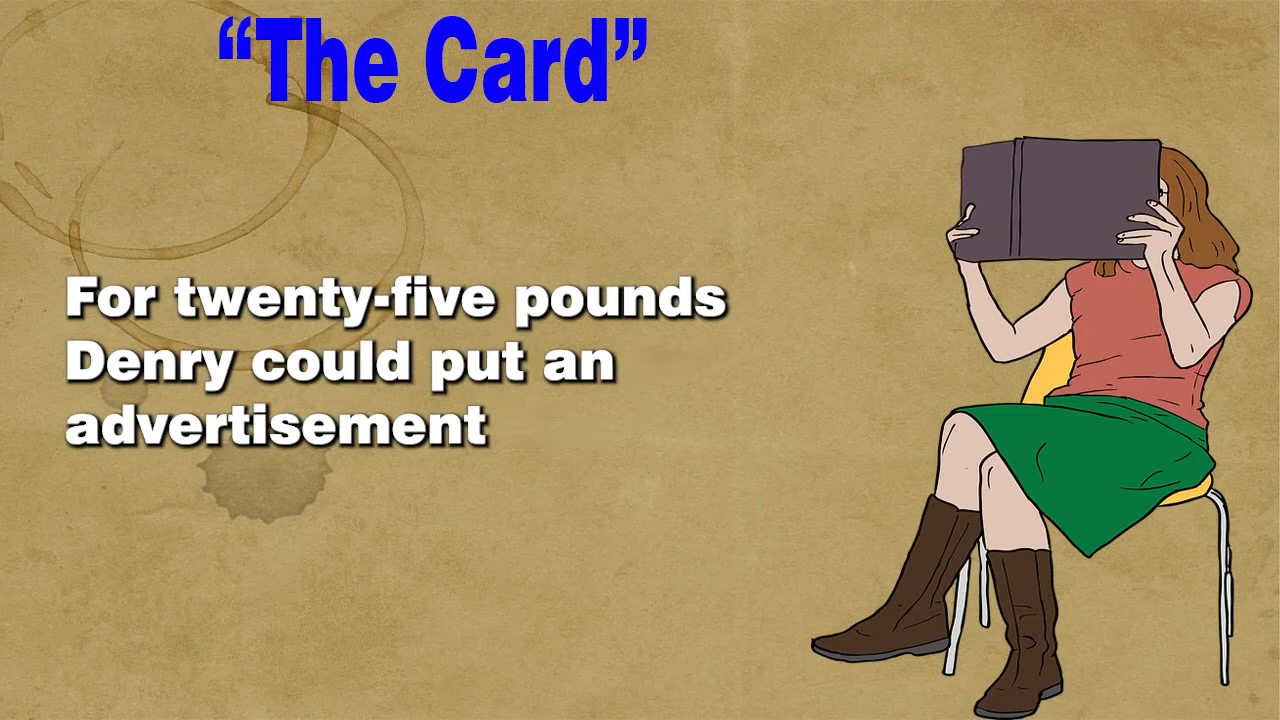 “The Card”
For twenty-five pounds
Denry could put an
advertisement